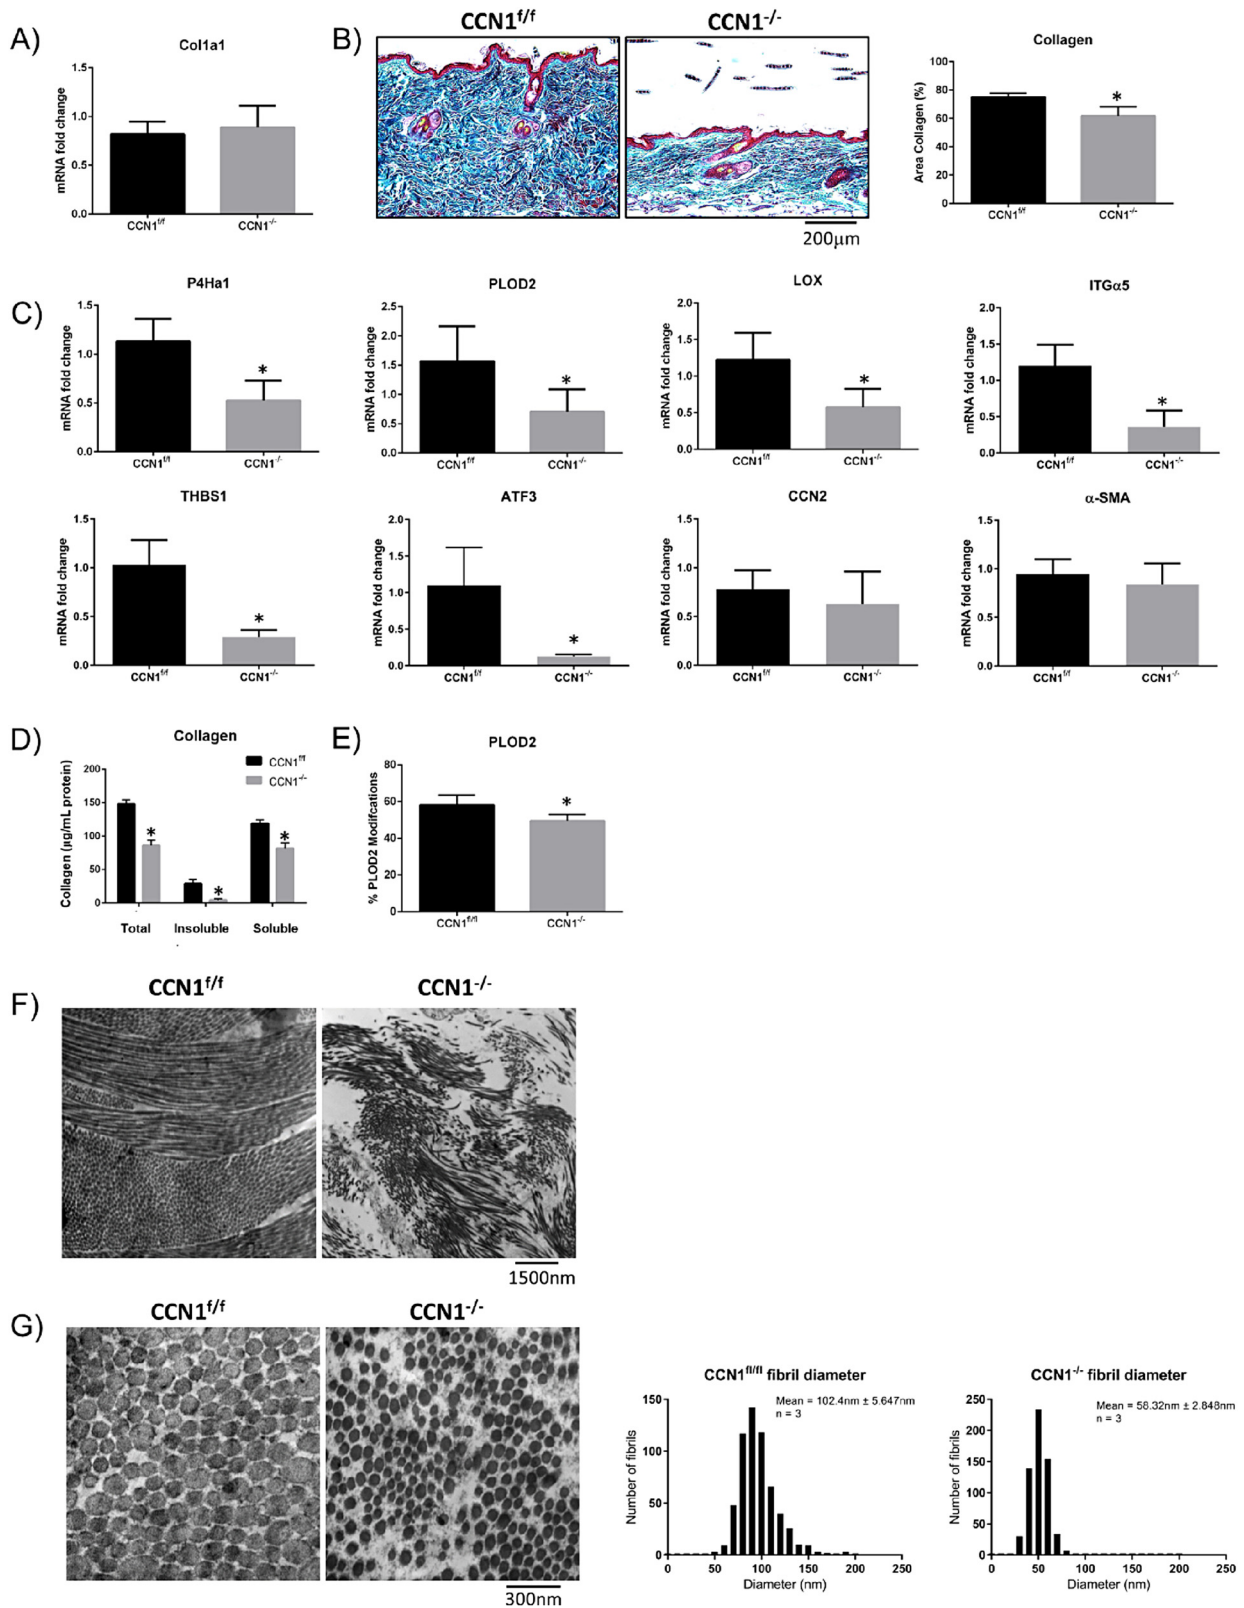 A)
Col1a1
mRNA fold change
1.5
1.0
0.5
0.0
CCN1f/f
CCN1-/-
B)
CCN1f/f
CCN1-/-
200μm
Collagen
Area Collagen (%)
100
80
60
40
20
0
*
CCN1f/f
CCN1-/-
C)
P4Ha1
mRNA fold change
1.5
1.0
0.5
0.0
*
CCN1f/f
CCN1-/-
PLOD2
mRNA fold change
2.5
2.0
1.5
1.0
0.5
0.0
*
CCN1f/f
CCN1-/-
LOX
mRNA fold change
2.0
1.5
1.0
0.5
0.0
*
CCN1f/f
CCN1-/-
ITGα5
mRNA fold change
2.0
1.5
1.0
0.5
0.0
*
CCN1f/f
CCN1-/-
THBS1
mRNA fold change
1.5
1.0
0.5
0.0
*
CCN1f/f
CCN1-/-
ATF3
mRNA fold change
2.0
1.5
1.0
0.5
0.0
*
CCN1f/f
CCN1-/-
CCN2
mRNA fold change
1.5
1.0
0.5
0.0
CCN1f/f
CCN1-/-
α-SMA
mRNA fold change
1.5
1.0
0.5
0.0
CCN1f/f
CCN1-/-
D)
Collagen
CCN1f/f
CCN1-/-
Collagen (μg/mL protein)
200
150
100
50
0
*
*
*
Total Insoluble Soluble
E)
PLOD2
% PLOD2 Modifcations
80
60
40
20
0
*
CCN1fl/fl
CCN1-/-
F)
CCN1f/f
CCN1-/-
1500nm
G)
CCN1f/f
CCN1-/-
300nm
CCN1fl/fl fibril diameter
Mean = 102.4nm ± 5.647nm
n = 3
Number of fibrils
150
100
50
0
0 50 100 150 200 250
Diameter (nm)
CCN1-/- fibril diameter
Mean = 58.32nm ± 2.848nm
n = 3
Number of fibrils
250
200
150
100
50
0
0 50 100 150 200 250
Diameter (nm)